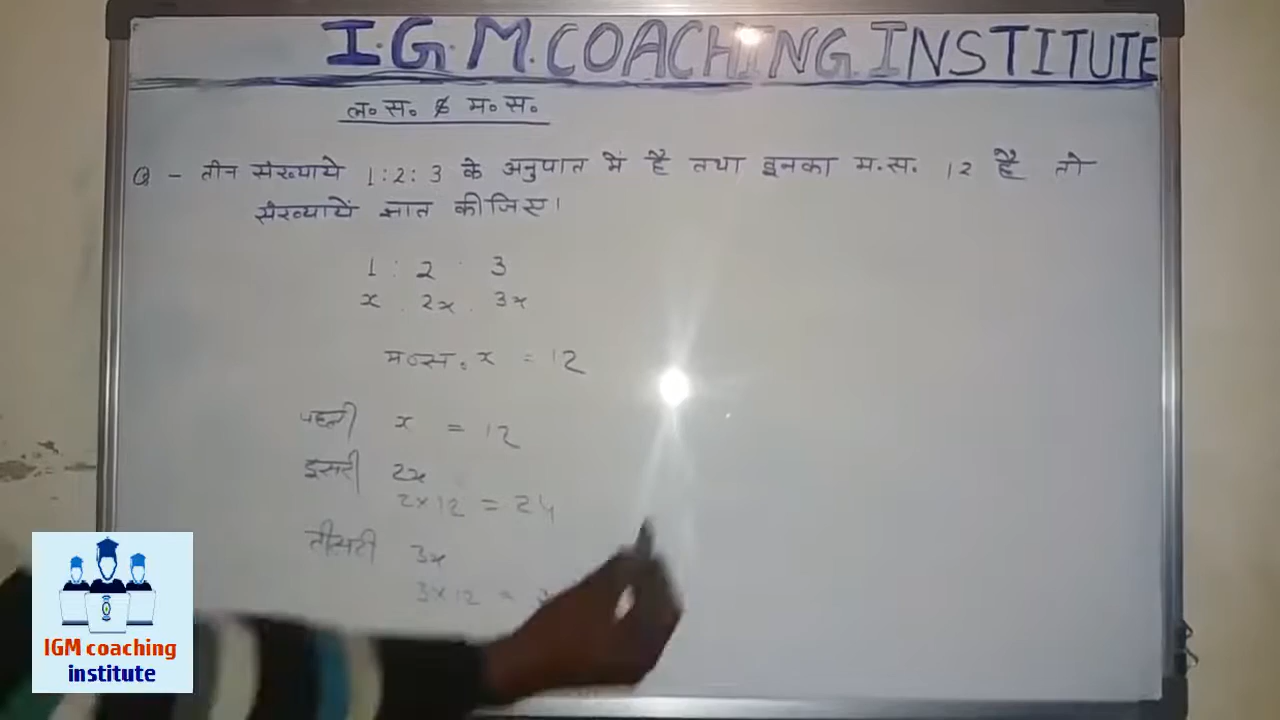 I.G.M. COACHING INSTITUTE
ल॰ स॰ & म॰ स॰
Q - तीन संख्याये 1:2:3 के अनुपात में है तथा इनका म.स. 12 है तो
संख्यायें ज्ञात कीजिए।
1 : 2 : 3
x . 2x . 3x
म॰स. x = 12
पहली x = 12
दूसरी 2x
2×12 = 24
तीसरी 3x
3×12 =
IGM coaching
institute